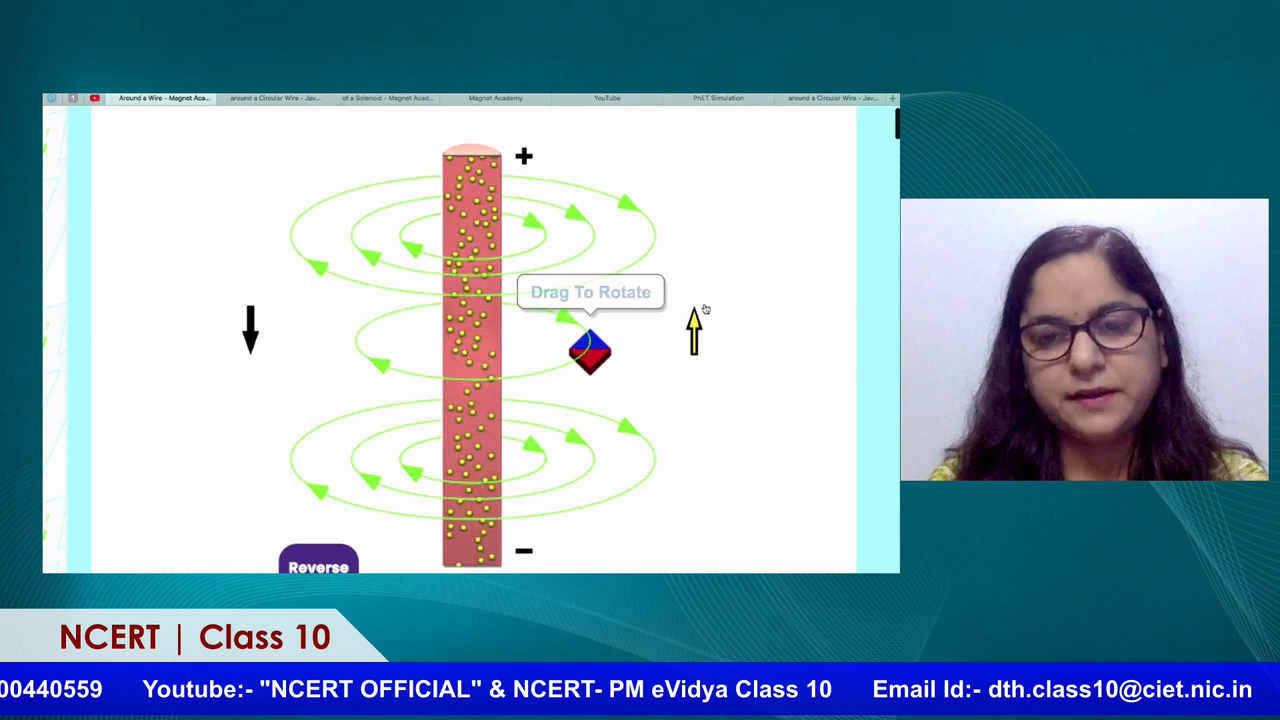 Around a Wire - Magnet Aca...
around a Circular Wire - Jav...
of a Solenoid - Magnet Acad...
Magnet Academy
YouTube
PhET Simulation
around a Circular Wire - Jav...
+
+
Drag To Rotate
−
Reverse
NCERT | Class 10
00440559 Youtube:- "NCERT OFFICIAL" & NCERT- PM eVidya Class 10 Email Id:- dth.class10@ciet.nic.in